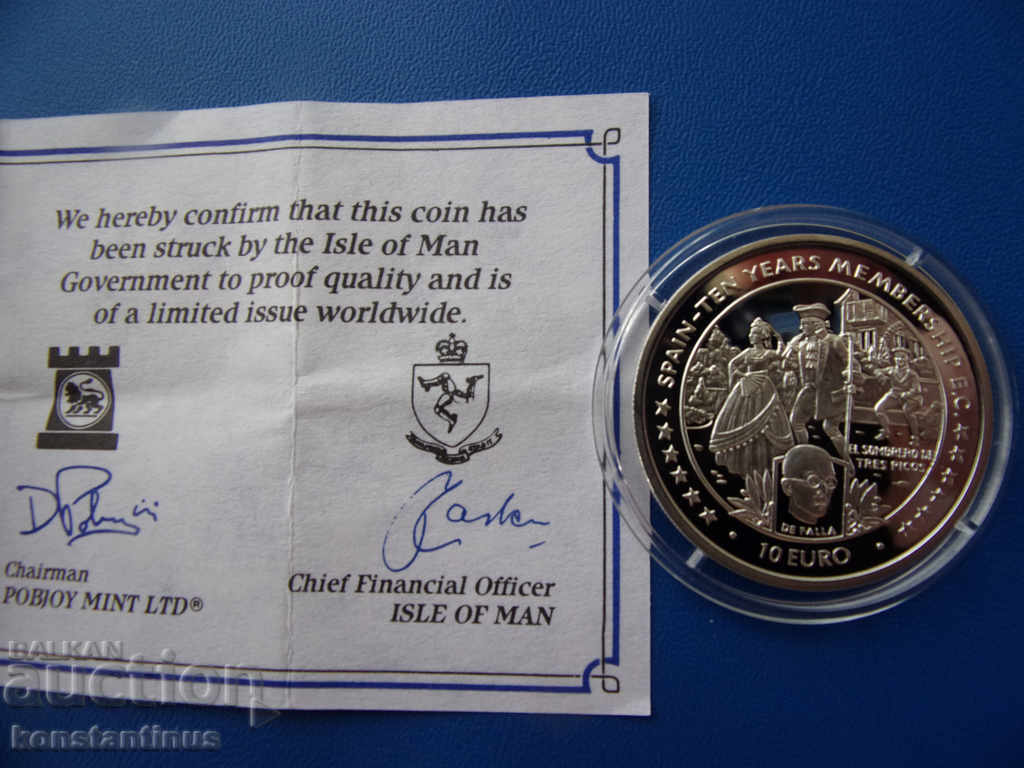 We hereby confirm that this coin has
been struck by the Isle of Man
Government to proof quality and is
of a limited issue worldwide.
Chairman
POBJOY MINT LTD®
Chief Financial Officer
ISLE OF MAN
SPAIN-TEN YEARS MEMBERSHIP E.C.
EL SOMBRERO DE
TRES PICOS
DE FALLA
· 10 EURO ·
BALKAN
auction
konstantinus